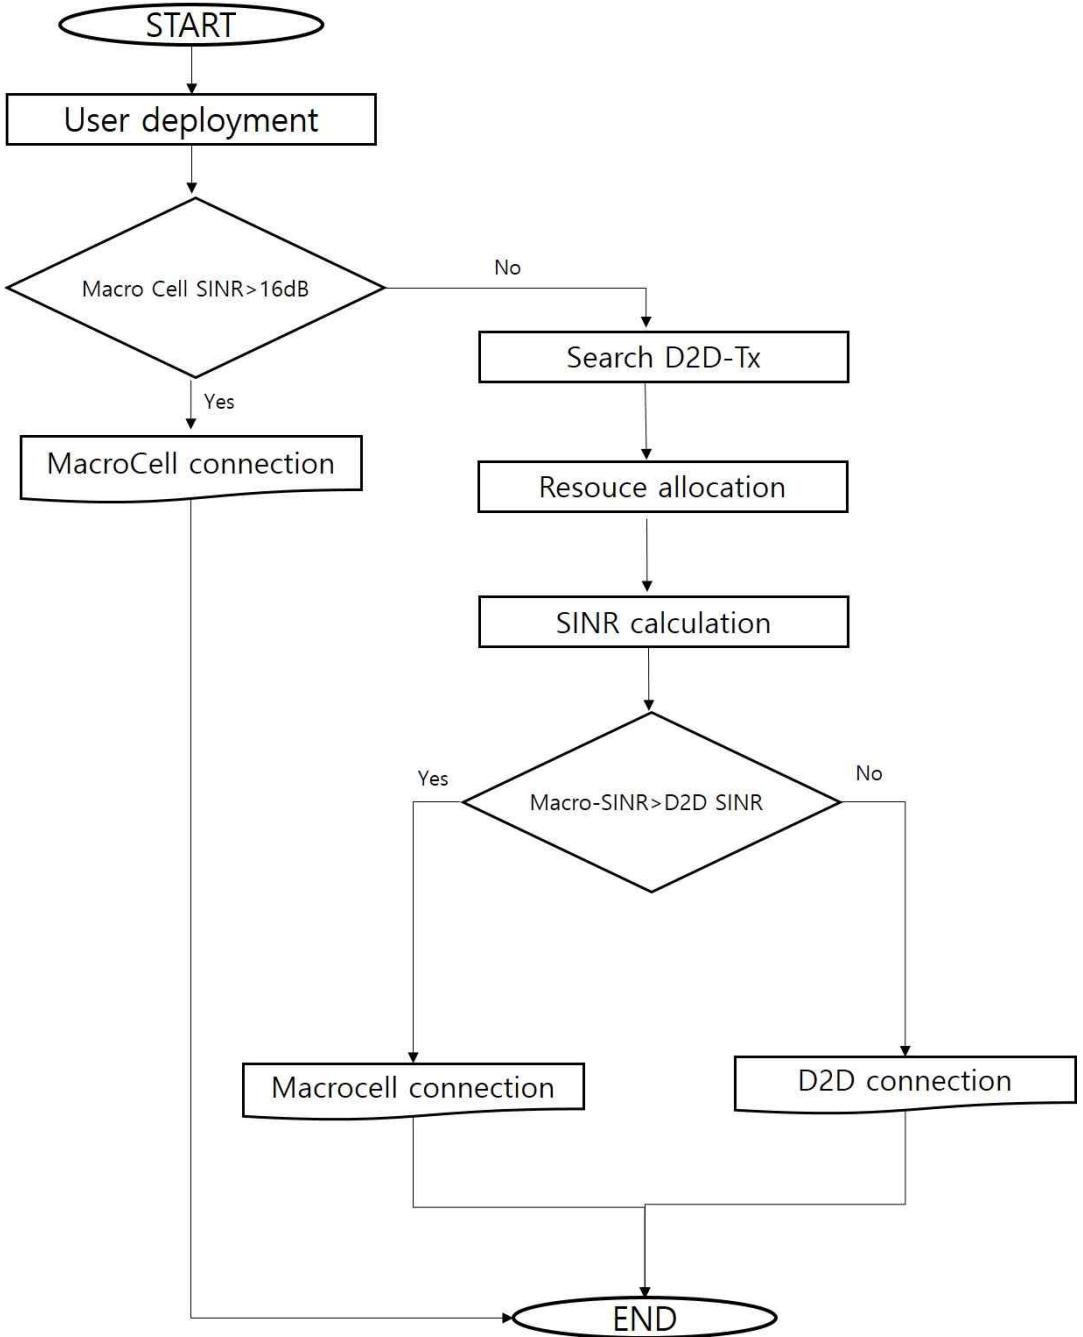 START
User deployment
Macro Cell SINR>16dB
No
Yes
Search D2D-Tx
MacroCell connection
Resouce allocation
SINR calculation
Yes
No
Macro-SINR>D2D SINR
Macrocell connection
D2D connection
END